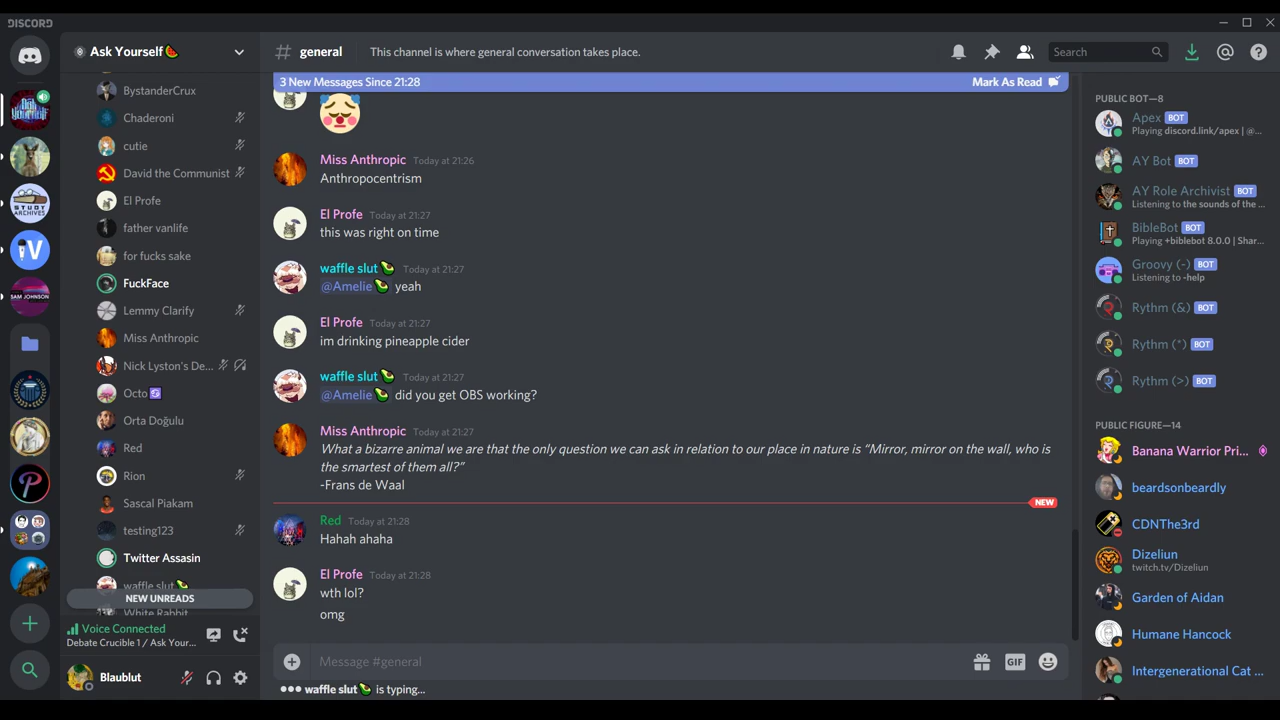 DISCORD
Ask Yourself🍉
BystanderCrux
Chaderoni
cutie
David the Communist
El Profe
father vanlife
for fucks sake
FuckFace
Lemmy Clarify
Miss Anthropic
Nick Lyston's De...
Octo
Orta Doğulu
Red
Rion
Sascal Piakam
testing123
Twitter Assasin
waffle slut🥑
NEW UNREADS
White Rabbit
Voice Connected
Debate Crucible 1 / Ask Your...
Blaublut
STUDY
ARCHIVES
V
SAM JOHNSON
# general
This channel is where general conversation takes place.
Search
3 New Messages Since 21:28
Mark As Read
Miss Anthropic Today at 21:26
Anthropocentrism
El Profe Today at 21:27
this was right on time
waffle slut🥑 Today at 21:27
@Amelie🥑 yeah
El Profe Today at 21:27
im drinking pineapple cider
waffle slut🥑 Today at 21:27
@Amelie🥑 did you get OBS working?
Miss Anthropic Today at 21:27
What a bizarre animal we are that the only question we can ask in relation to our place in nature is “Mirror, mirror on the wall, who is
the smartest of them all?”
-Frans de Waal
NEW
Red Today at 21:28
Hahah ahaha
El Profe Today at 21:28
wth lol?
omg
Message #general
GIF
waffle slut🥑 is typing...
PUBLIC BOT—8
Apex BOT
Playing discord.link/apex | @...
AY Bot BOT
AY Role Archivist BOT
Listening to the sounds of the ...
BibleBot BOT
Playing +biblebot 8.0.0 | Shar...
Groovy (-) BOT
Listening to -help
Rythm (&) BOT
Rythm (*) BOT
Rythm (>) BOT
PUBLIC FIGURE—14
Banana Warrior Pri...
beardsonbeardly
CDNThe3rd
Dizeliun
twitch.tv/Dizeliun
Garden of Aidan
Humane Hancock
Intergenerational Cat ...